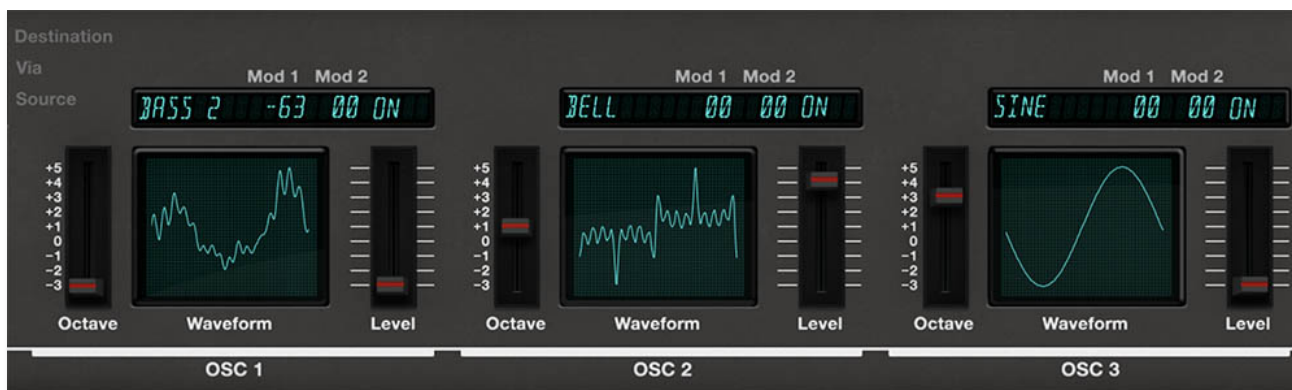 Destination
Via
Source
Mod 1 Mod 2
BASS 2 -63 00 ON
+5
+4
+3
+2
+1
0
-1
-2
-3
Octave Waveform Level
OSC 1
Mod 1 Mod 2
BELL 00 00 ON
+5
+4
+3
+2
+1
0
-1
-2
-3
Octave Waveform Level
OSC 2
Mod 1 Mod 2
SINE 00 00 ON
+5
+4
+3
+2
+1
0
-1
-2
-3
Octave Waveform Level
OSC 3